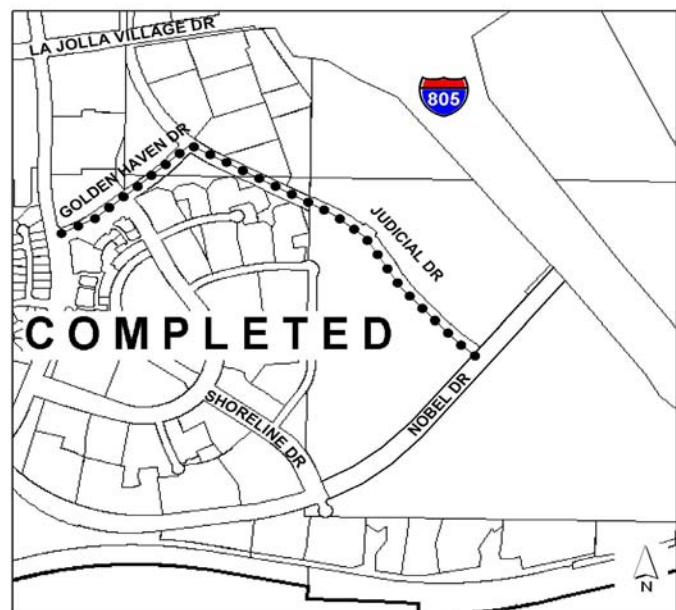 LA JOLLA VILLAGE DR
805
GOLDEN HAVEN DR
JUDICIAL DR
COMPLETED
SHORELINE DR
NOBEL DR
N